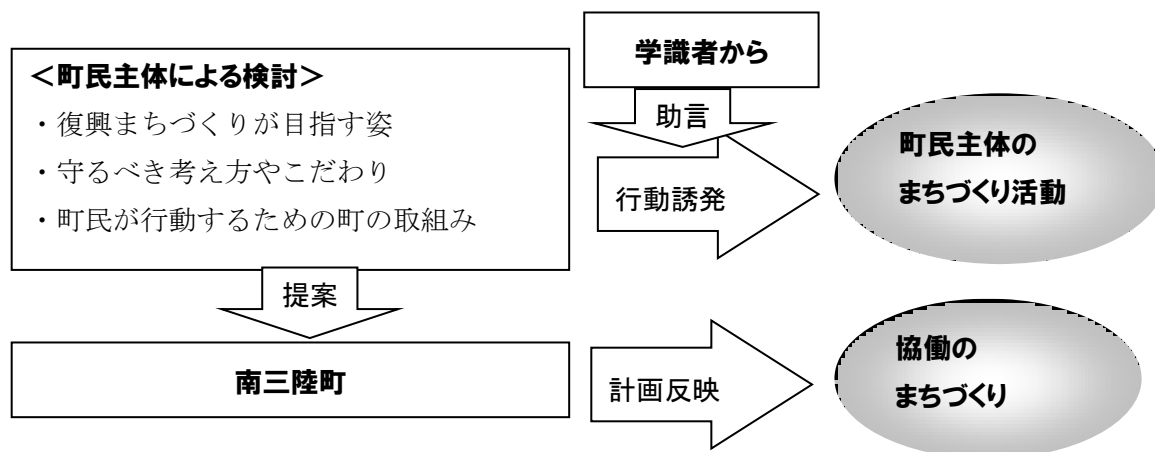 学識者から
＜町民主体による検討＞
・復興まちづくりが目指す姿
・守るべき考え方やこだわり
・町民が行動するための町の取組み
助言
行動誘発
町民主体の
まちづくり活動
提案
南三陸町
計画反映
協働の
まちづくり